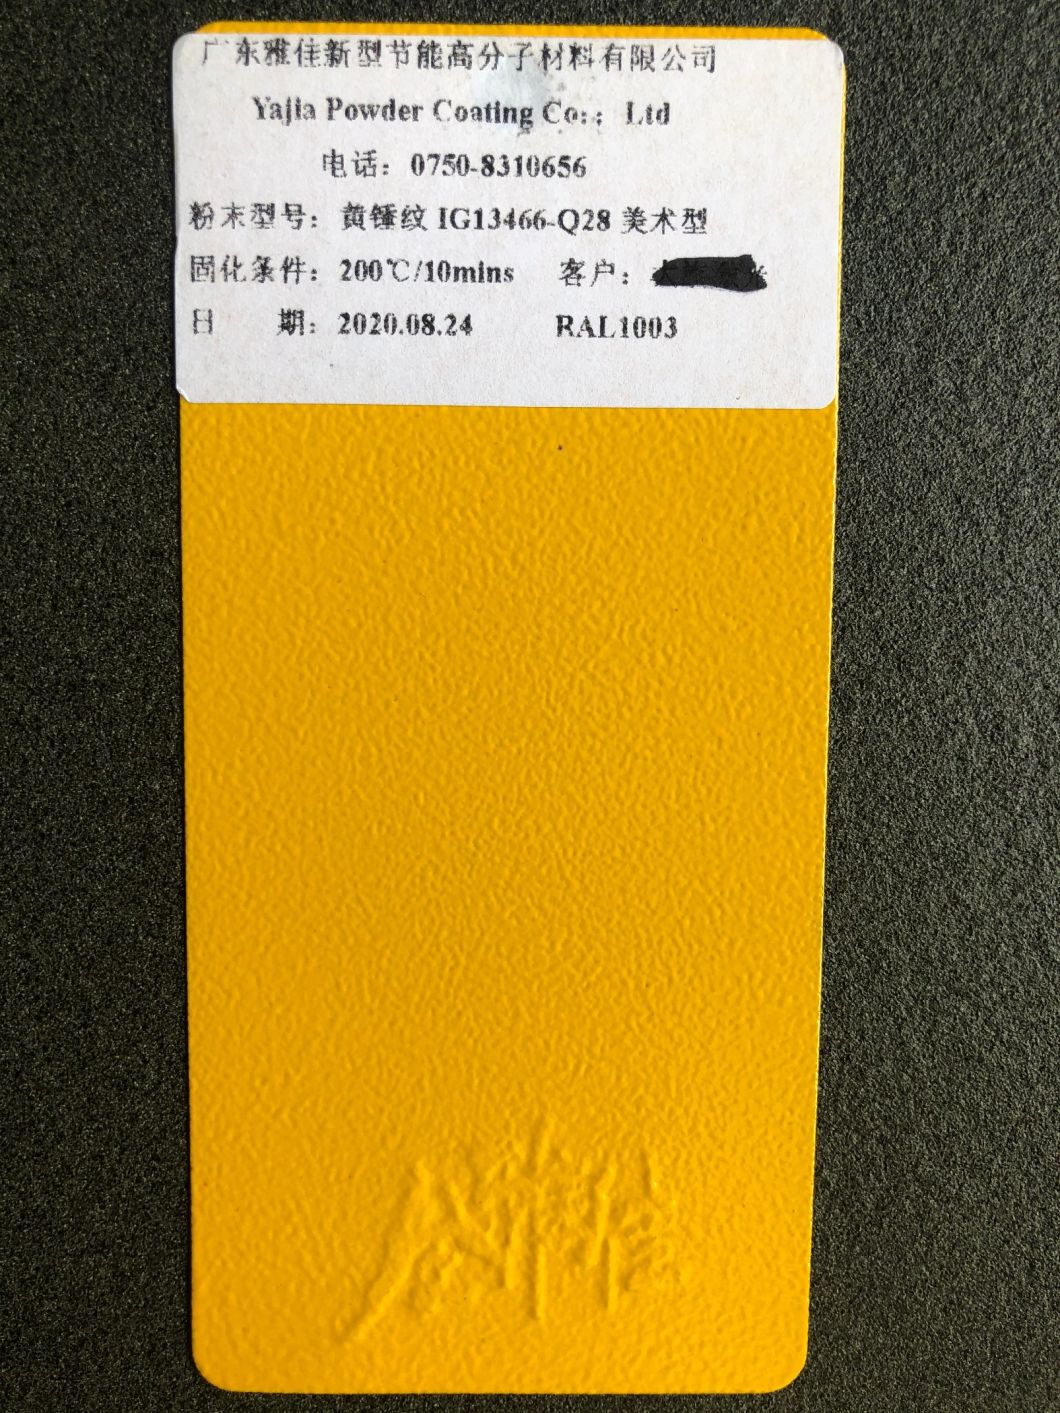 广东雅佳新型节能高分子材料有限公司
Yajia Powder Coating Co:; Ltd
电话：0750-8310656
粉末型号：黄锤纹 IG13466-Q28 美术型
固化条件：200℃/10mins 客户：
日 期：2020.08.24 RAL1003